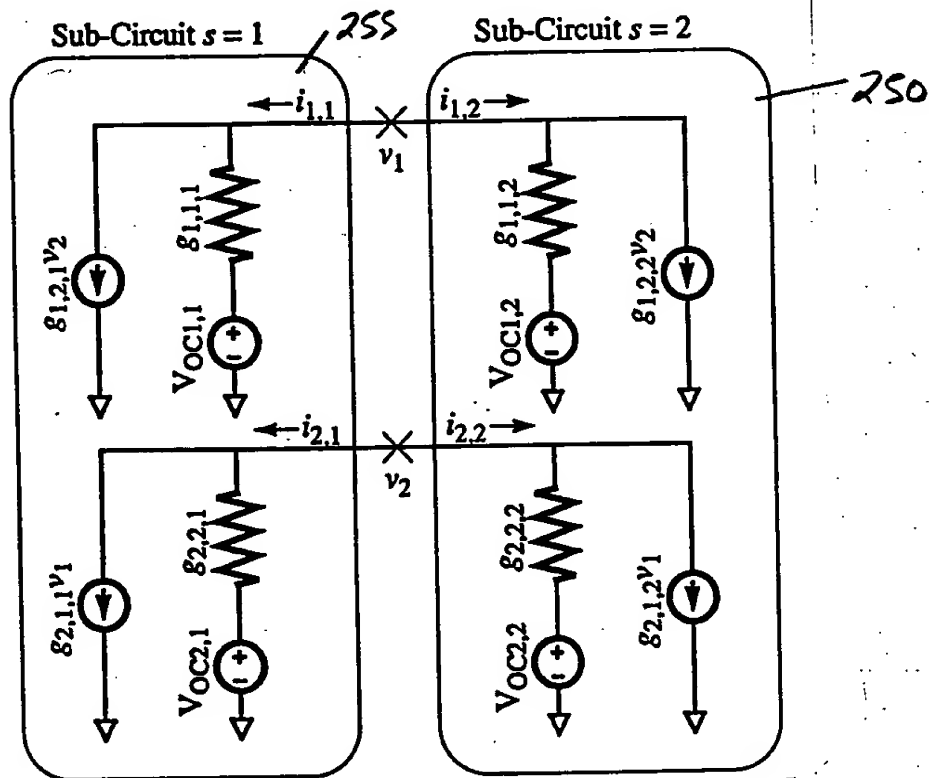 Sub-Circuit s = 1
255
Sub-Circuit s = 2
250
i1,1
i1,2
v1
g1,1,1
g1,1,2
g1,2,1v2
g1,2,2v2
+
-
VOC1,1
+
-
VOC1,2
i2,1
i2,2
v2
g2,2,1
g2,2,2
g2,1,1v1
g2,1,2v1
+
-
VOC2,1
+
-
VOC2,2